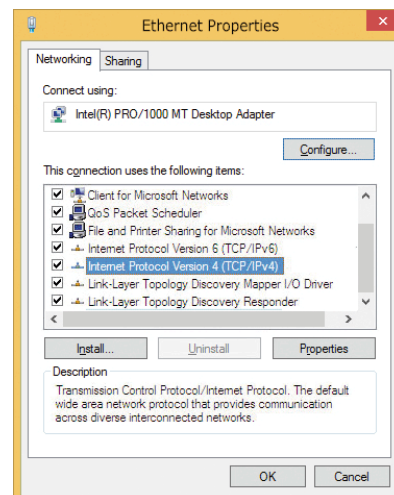 Ethernet Properties
Networking
Sharing
Connect using:
Intel(R) PRO/1000 MT Desktop Adapter
Configure...
This connection uses the following items:
Client for Microsoft Networks
QoS Packet Scheduler
File and Printer Sharing for Microsoft Networks
Internet Protocol Version 6 (TCP/IPv6)
Internet Protocol Version 4 (TCP/IPv4)
Link-Layer Topology Discovery Mapper I/O Driver
Link-Layer Topology Discovery Responder
Install...
Uninstall
Properties
Description
Transmission Control Protocol/Internet Protocol. The default
wide area network protocol that provides communication
across diverse interconnected networks.
OK
Cancel